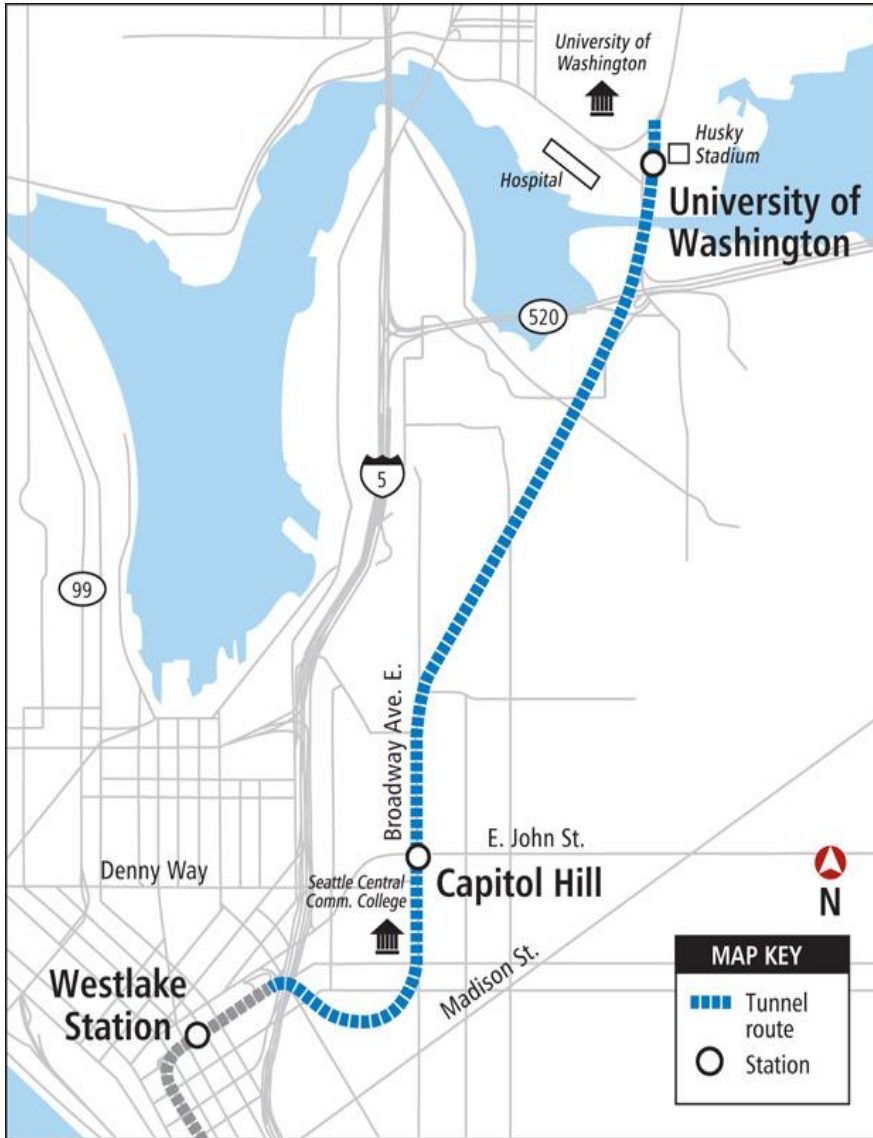 University of
Washington
Husky
Stadium
Hospital
University of
Washington
520
5
99
Broadway Ave. E.
E. John St.
Denny Way
Seattle Central
Comm. College
Capitol Hill
N
Madison St.
Westlake
Station
MAP KEY
Tunnel
route
Station